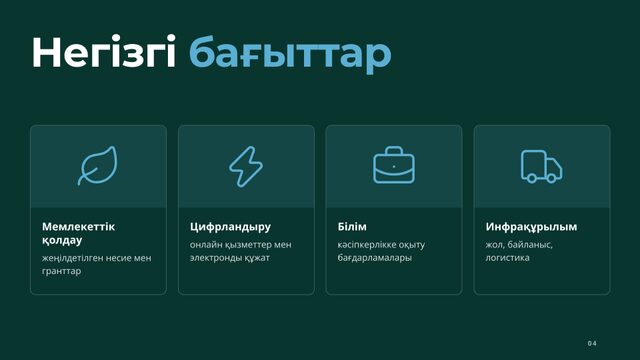 Негізгі бағыттар
Мемлекеттік
қолдау
жеңілдетілген несие мен
гранттар
Цифрландыру
онлайн қызметтер мен
электронды құжат
Білім
кәсіпкерлікке оқыту
бағдарламалары
Инфрақұрылым
жол, байланыс,
логистика
04